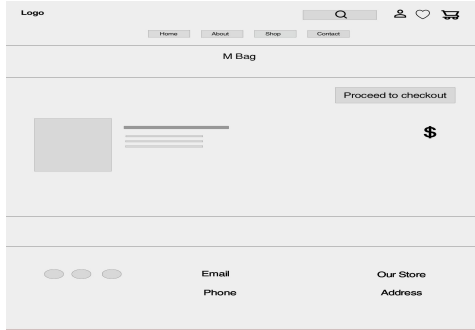 Logo
Home About Shop Contact
M Bag
Proceed to checkout
$
Email Our Store
Phone Address